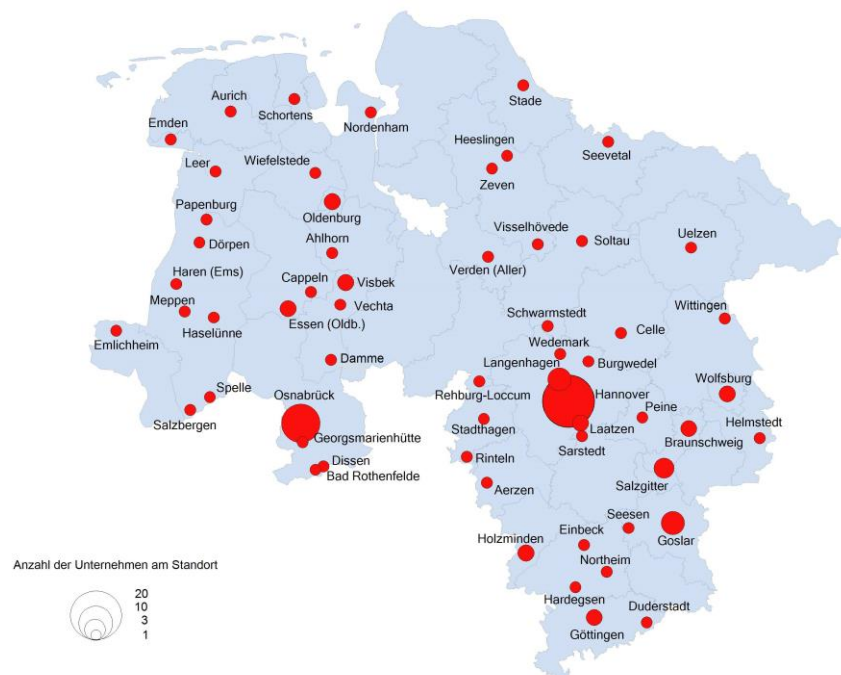 Stade
Aurich
Schortens
Nordenham
Emden
Heeslingen
Seevetal
Leer
Wiefelstede
Zeven
Papenburg
Oldenburg
Dörpen
Ahlhorn
Visselhövede
Soltau
Uelzen
Verden (Aller)
Haren (Ems)
Cappeln
Visbek
Meppen
Vechta
Wittingen
Haselünne
Essen (Oldb.)
Schwarmstedt
Celle
Emlichheim
Wedemark
Damme
Langenhagen
Burgwedel
Wolfsburg
Spelle
Osnabrück
Rehburg-Loccum
Hannover
Peine
Helmstedt
Salzbergen
Stadthagen
Laatzen
Georgsmarienhütte
Sarstedt
Braunschweig
Dissen
Rinteln
Bad Rothenfelde
Salzgitter
Aerzen
Seesen
Holzminden
Einbeck
Goslar
Northeim
Hardegsen
Duderstadt
Göttingen
Anzahl der Unternehmen am Standort
20
10
3
1